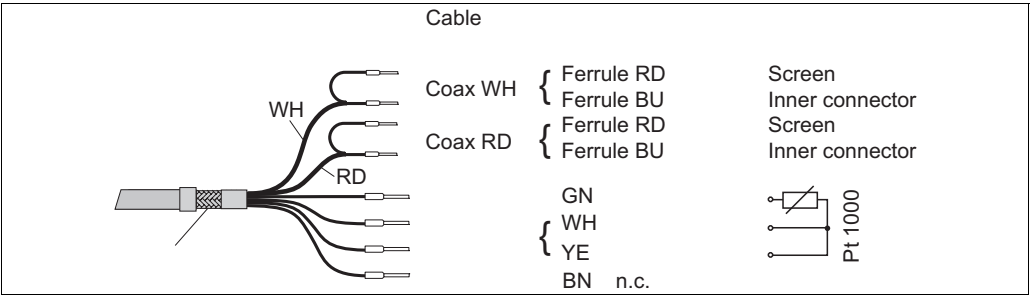 Cable
WH
Coax WH { Ferrule RD Screen
Ferrule BU Inner connector
Coax RD { Ferrule RD Screen
Ferrule BU Inner connector
RD
GN
{ WH
YE
Pt 1000
BN n.c.